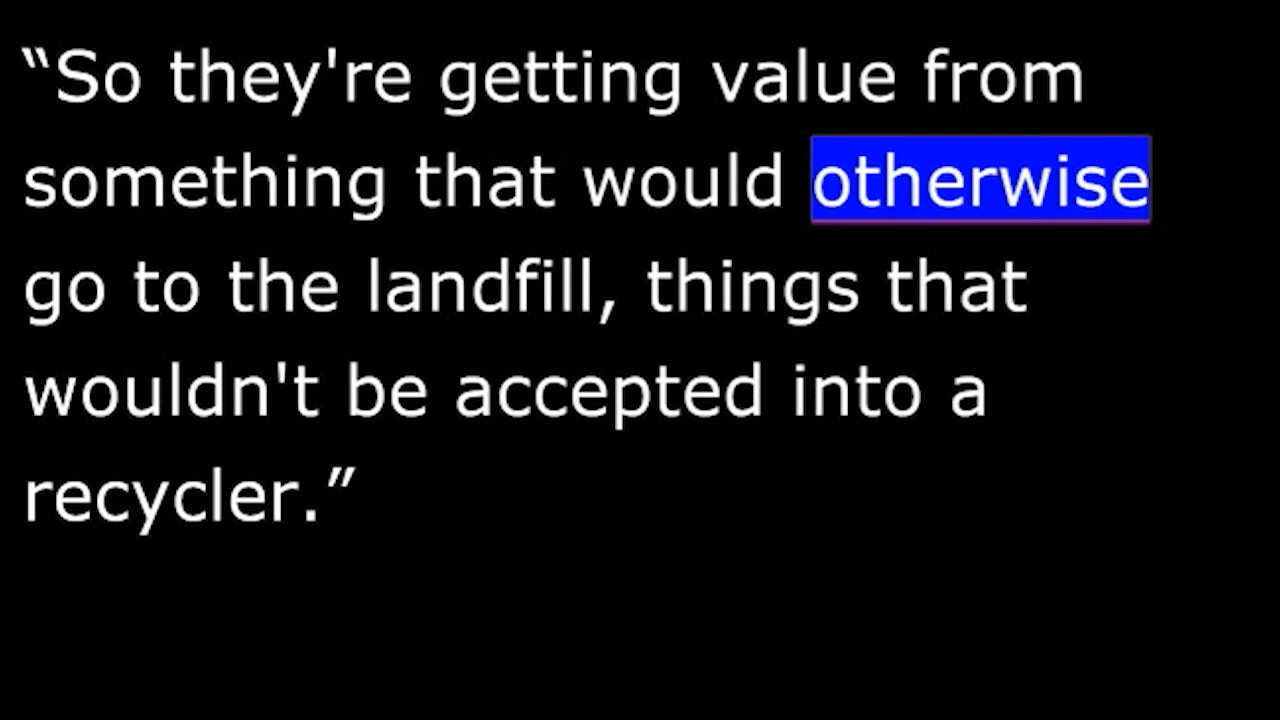 “So they're getting value from
something that would otherwise
go to the landfill, things that
wouldn't be accepted into a
recycler.”